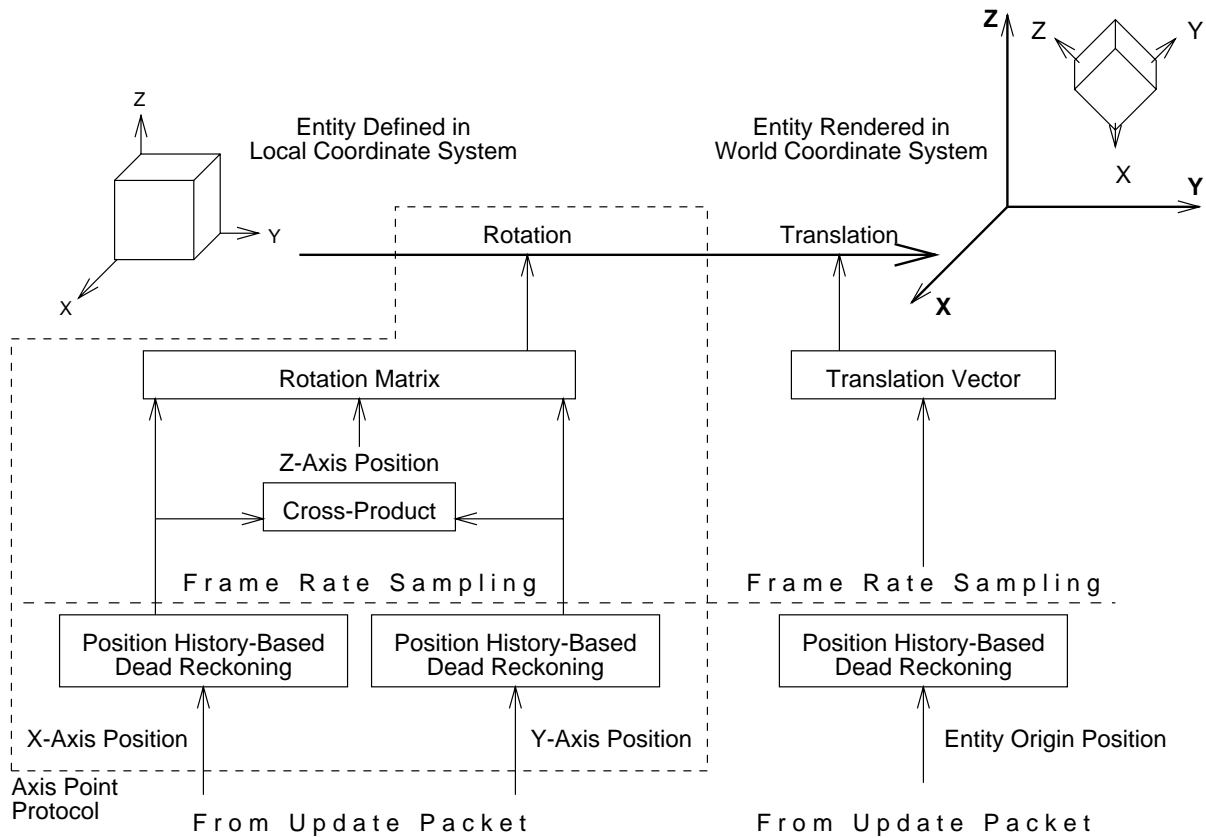 Z
Z
Y
Z
Entity Defined in
Local Coordinate System
Entity Rendered in
World Coordinate System
X
Y
Y
Rotation
Translation
X
X
Rotation Matrix
Translation Vector
Z-Axis Position
Cross-Product
Frame Rate Sampling
Frame Rate Sampling
Position History-Based
Dead Reckoning
Position History-Based
Dead Reckoning
Position History-Based
Dead Reckoning
X-Axis Position
Y-Axis Position
Entity Origin Position
Axis Point
Protocol
From Update Packet
From Update Packet